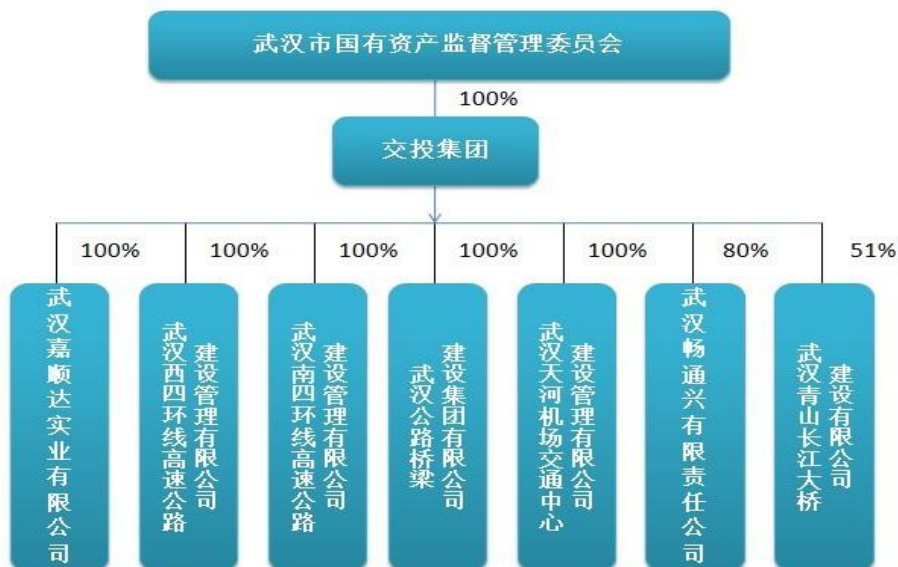 武汉市国有资产监督管理委员会
100%
交投集团
100%
100%
100%
100%
100%
80%
51%
武汉嘉顺达实业有限公司
武汉西四环线高速公路
建设管理有限公司
武汉南四环线高速公路
建设管理有限公司
武汉公路桥梁
建设集团有限公司
武汉天河机场交通中心
建设管理有限公司
武汉畅通兴有限责任公司
武汉青山长江大桥
建设有限公司